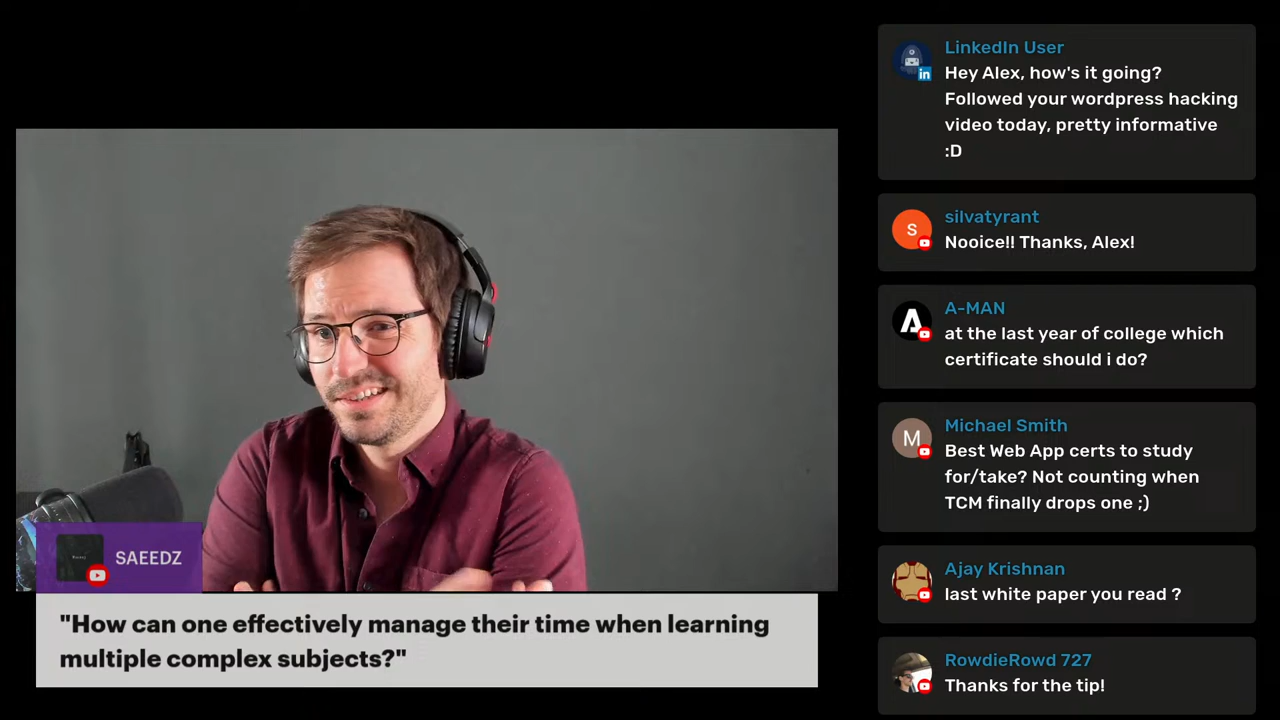 SAEEDZ
"How can one effectively manage their time when learning
multiple complex subjects?"
LinkedIn User
Hey Alex, how's it going?
Followed your wordpress hacking
video today, pretty informative
:D
in
silvatyrant
Nooice!! Thanks, Alex!
S
A-MAN
at the last year of college which
certificate should i do?
Michael Smith
Best Web App certs to study
for/take? Not counting when
TCM finally drops one ;)
M
Ajay Krishnan
last white paper you read ?
RowdieRowd 727
Thanks for the tip!